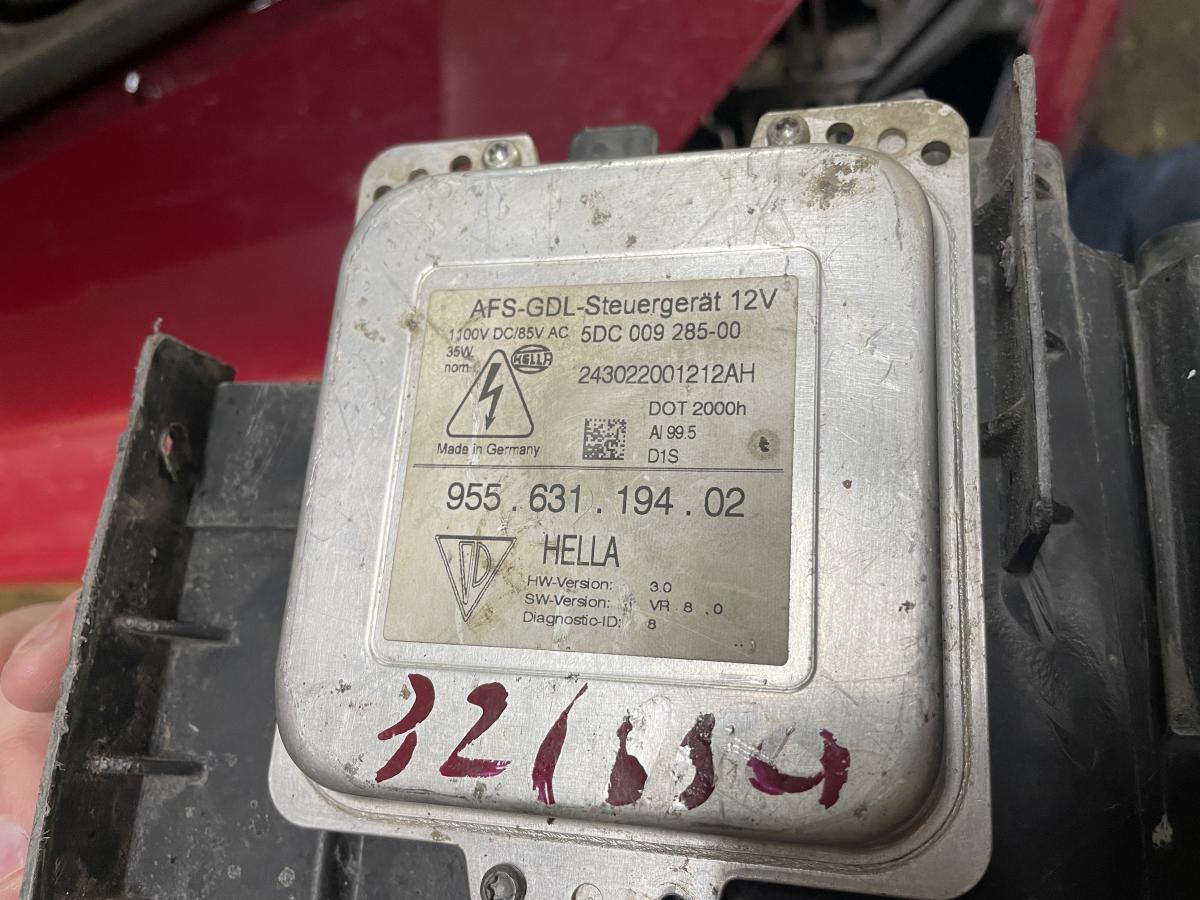 AFS-GDL-Steuergerät 12V
1100V DC/85V AC 5DC 009 285-00
35W
nom.
HELLA
243022001212AH
DOT 2000h
Al 99.5
D1S
Made in Germany
955.631.194.02
HELLA
HW-Version: 3.0
SW-Version: VR 8.0
Diagnostic-ID: 8